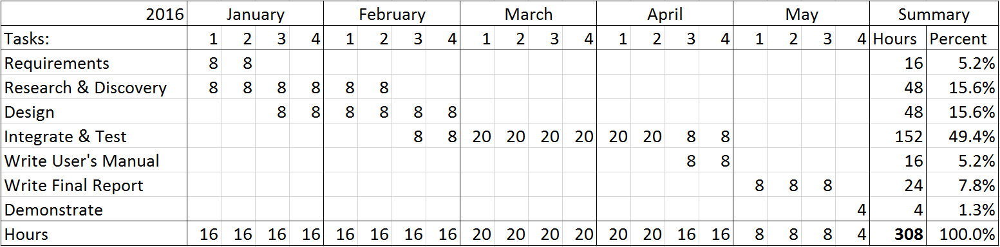 2016 January February March April May Summary
Tasks: 1 2 3 4 1 2 3 4 1 2 3 4 1 2 3 4 1 2 3 4 Hours Percent
Requirements 8 8 16 5.2%
Research & Discovery 8 8 8 8 8 8 48 15.6%
Design 8 8 8 8 8 8 48 15.6%
Integrate & Test 8 8 20 20 20 20 20 20 8 8 152 49.4%
Write User's Manual 8 8 16 5.2%
Write Final Report 8 8 8 24 7.8%
Demonstrate 4 4 1.3%
Hours 16 16 16 16 16 16 16 16 20 20 20 20 20 20 16 16 8 8 8 4 308 100.0%